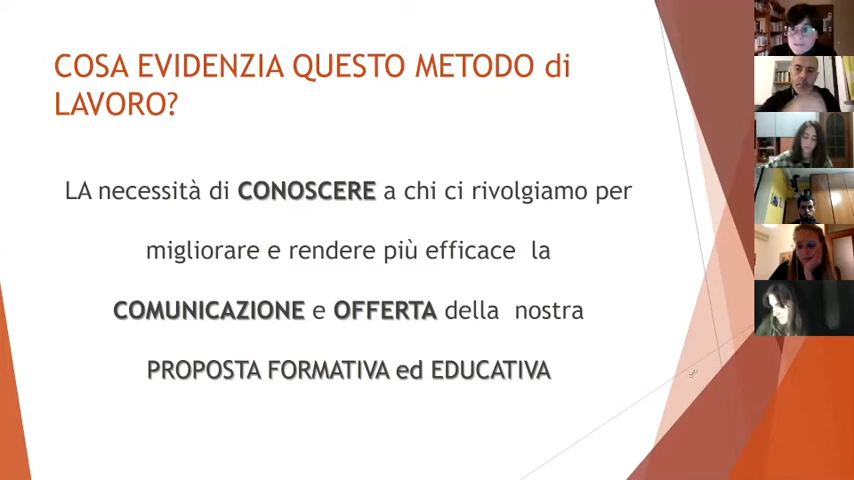 COSA EVIDENZIA QUESTO METODO di
LAVORO?
LA necessità di CONOSCERE a chi ci rivolgiamo per
migliorare e rendere più efficace la
COMUNICAZIONE e OFFERTA della nostra
PROPOSTA FORMATIVA ed EDUCATIVA